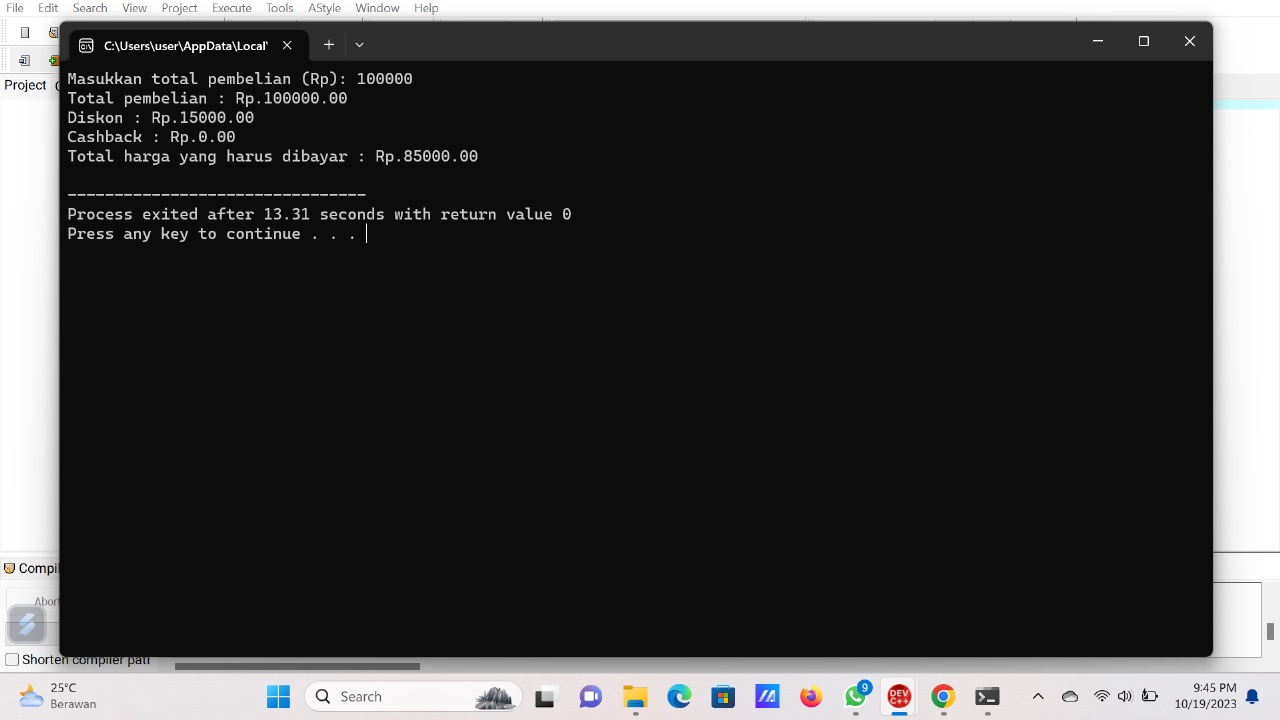 File Edit Search View Project Execute Tools AStyle Window Help
C:\Users\user\AppData\Local\
Project
Masukkan total pembelian (Rp): 100000
Total pembelian : Rp.100000.00
Diskon : Rp.15000.00
Cashback : Rp.0.00
Total harga yang harus dibayar : Rp.85000.00
--------------------------------
Process exited after 13.31 seconds with return value 0
Press any key to continue . . .
Compil
Abort
Shorten compiler path
25°C
Berawan
Search
9
DEV
C++
9:45 PM
10/19/2023